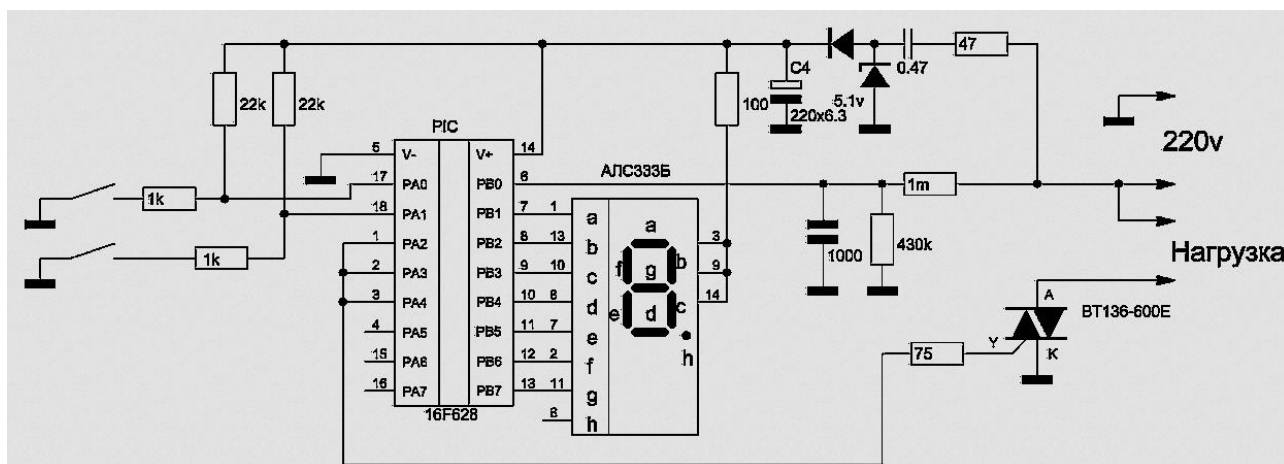 47
C4
0.47
22k
22k
100
5.1v
220x6.3
PIC
220v
5 V- V+ 14
АЛС333Б
17 PA0 PB0 6
1k
1m
18 PA1 PB1 7 1 a
a
1 PA2 PB2 8 13 b 3
f g b
1k
2 PA3 PB3 9 10 c 9
1000
430k
Нагрузка
3 PA4 PB4 10 8 d 14
e d c
A
BT136-600E
4 PA5 PB5 11 7 e
h
15 PA6 PB6 12 2 f
75
Y
K
16 PA7 PB7 13 11 g
16F628
6 h